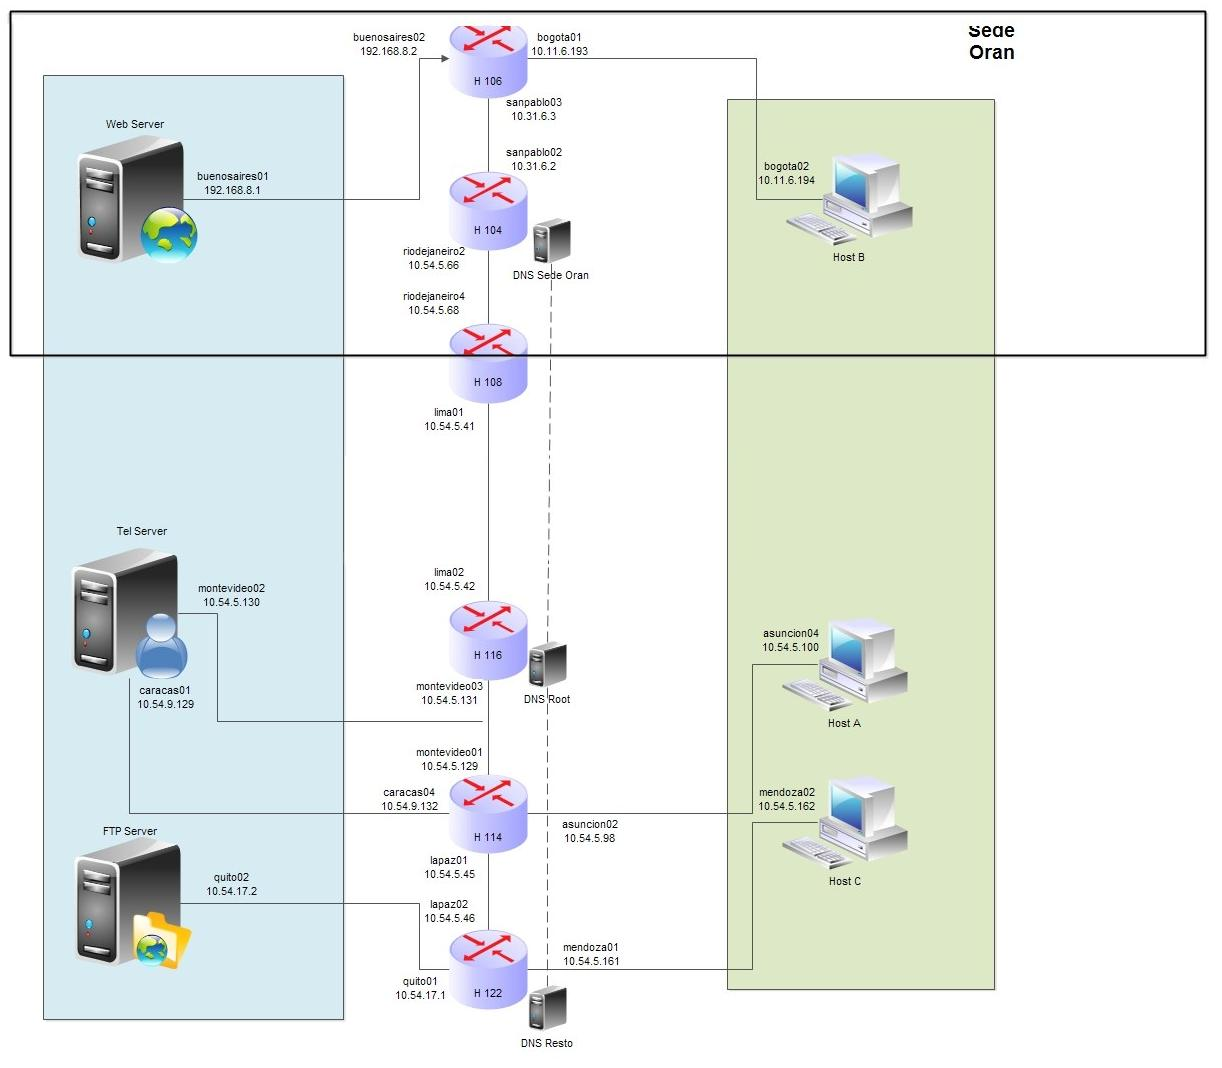 Sede
Oran
buenosaires02
192.168.8.2
bogota01
10.11.6.193
H 106
sanpablo03
10.31.6.3
Web Server
buenosaires01
192.168.8.1
sanpablo02
10.31.6.2
bogota02
10.11.6.194
H 104
riodejaneiro2
10.54.5.66
DNS Sede Oran
Host B
riodejaneiro4
10.54.5.68
H 108
lima01
10.54.5.41
Tel Server
montevideo02
10.54.5.130
lima02
10.54.5.42
asuncion04
10.54.5.100
H 116
caracas01
10.54.9.129
montevideo03
10.54.5.131
DNS Root
Host A
montevideo01
10.54.5.129
caracas04
10.54.9.132
mendoza02
10.54.5.162
asuncion02
10.54.5.98
H 114
FTP Server
lapaz01
10.54.5.45
quito02
10.54.17.2
Host C
lapaz02
10.54.5.46
mendoza01
10.54.5.161
quito01
10.54.17.1
H 122
DNS Resto